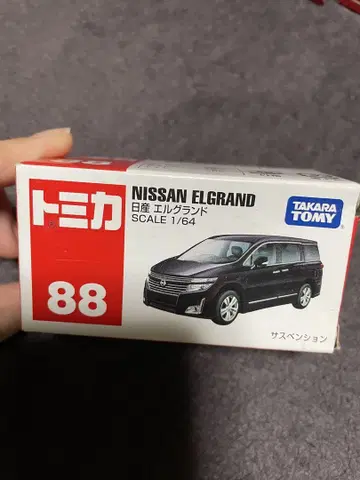 88
トミカ
88
NISSAN ELGRAND
日産 エルグランド
SCALE 1/64
TAKARA
TOMY
サスペンション